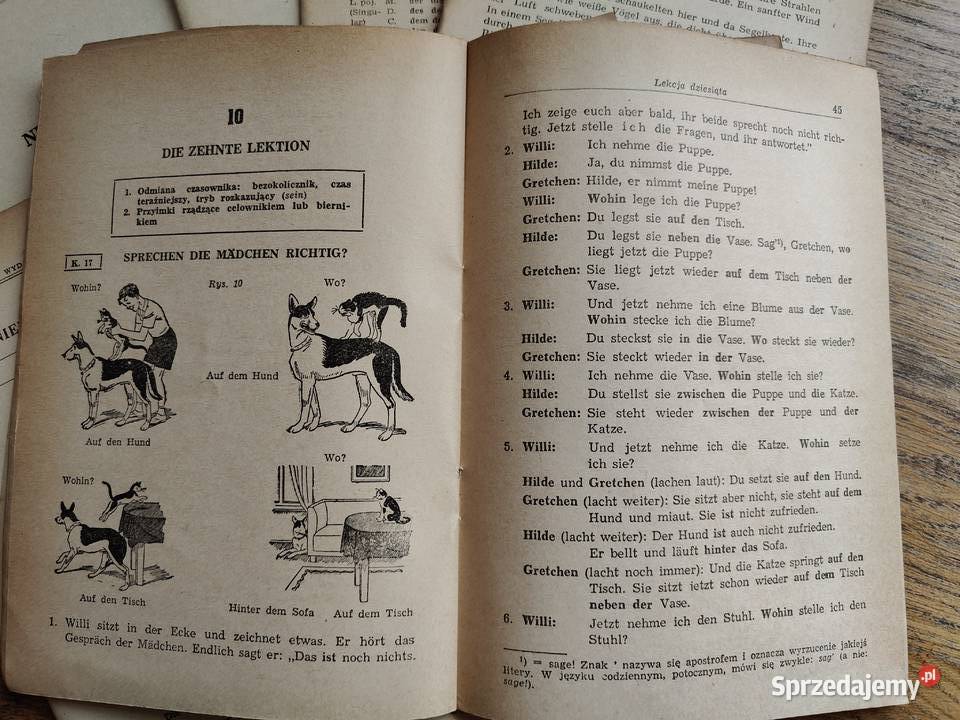 10
DIE ZEHNTE LEKTION
1. Odmiana czasownika: bezokolicznik, czas
teraźniejszy, tryb rozkazujący (sein)
2. Przyimki rządzące celownikiem lub bierni-
kiem
K. 17
SPRECHEN DIE MÄDCHEN RICHTIG?
Wohin?
Rys. 10
Wo?
Auf dem Hund
Auf den Hund
Wohin?
Wo?
Auf den Tisch
Hinter dem Sofa
Auf dem Tisch
1. Willi sitzt in der Ecke und zeichnet etwas. Er hört das
Gespräch der Mädchen. Endlich sagt er: „Das ist noch nichts.
Lekcja dziesiąta
45
Ich zeige euch aber bald, ihr beide sprecht noch nicht rich-
tig. Jetzt stelle ich die Fragen, und ihr antwortet."
2. Willi: Ich nehme die Puppe.
Hilde: Ja, du nimmst die Puppe.
Gretchen: Hilde, er nimmt meine Puppe!
Willi: Wohin lege ich die Puppe?
Gretchen: Du legst sie auf den Tisch.
Hilde: Du legst sie neben die Vase. Sag'¹), Gretchen, wo
liegt jetzt die Puppe?
Gretchen: Sie liegt jetzt wieder auf dem Tisch neben der
Vase.
3. Willi: Und jetzt nehme ich eine Blume aus der Vase.
Wohin stecke ich die Blume?
Hilde: Du steckst sie in die Vase. Wo steckt sie wieder?
Gretchen: Sie steckt wieder in der Vase.
4. Willi: Ich nehme die Vase. Wohin stelle ich sie?
Hilde: Du stellst sie zwischen die Puppe und die Katze.
Gretchen: Sie steht wieder zwischen der Puppe und der
Katze.
5. Willi: Und jetzt nehme ich die Katze. Wohin setze
ich sie?
Hilde und Gretchen (lachen laut): Du setzt sie auf den Hund.
Gretchen (lacht weiter): Sie sitzt aber nicht, sie steht auf dem
Hund und miaut. Sie ist nicht zufrieden.
Hilde (lacht weiter): Der Hund ist auch nicht zufrieden.
Er bellt und läuft hinter das Sofa.
Gretchen (lacht noch immer): Und die Katze springt auf den
Tisch. Sie sitzt jetzt schon wieder auf dem Tisch
neben der Vase.
6. Willi: Jetzt nehme ich den Stuhl. Wohin stelle ich den
Stuhl?
¹) = sage! Znak ' nazywa się apostrofem i oznacza wyrzucenie jakiejś
litery. W języku codziennym, potocznym, mówi się zwykle: sag' (a nie:
sage!).
Sprzedajemy.pl